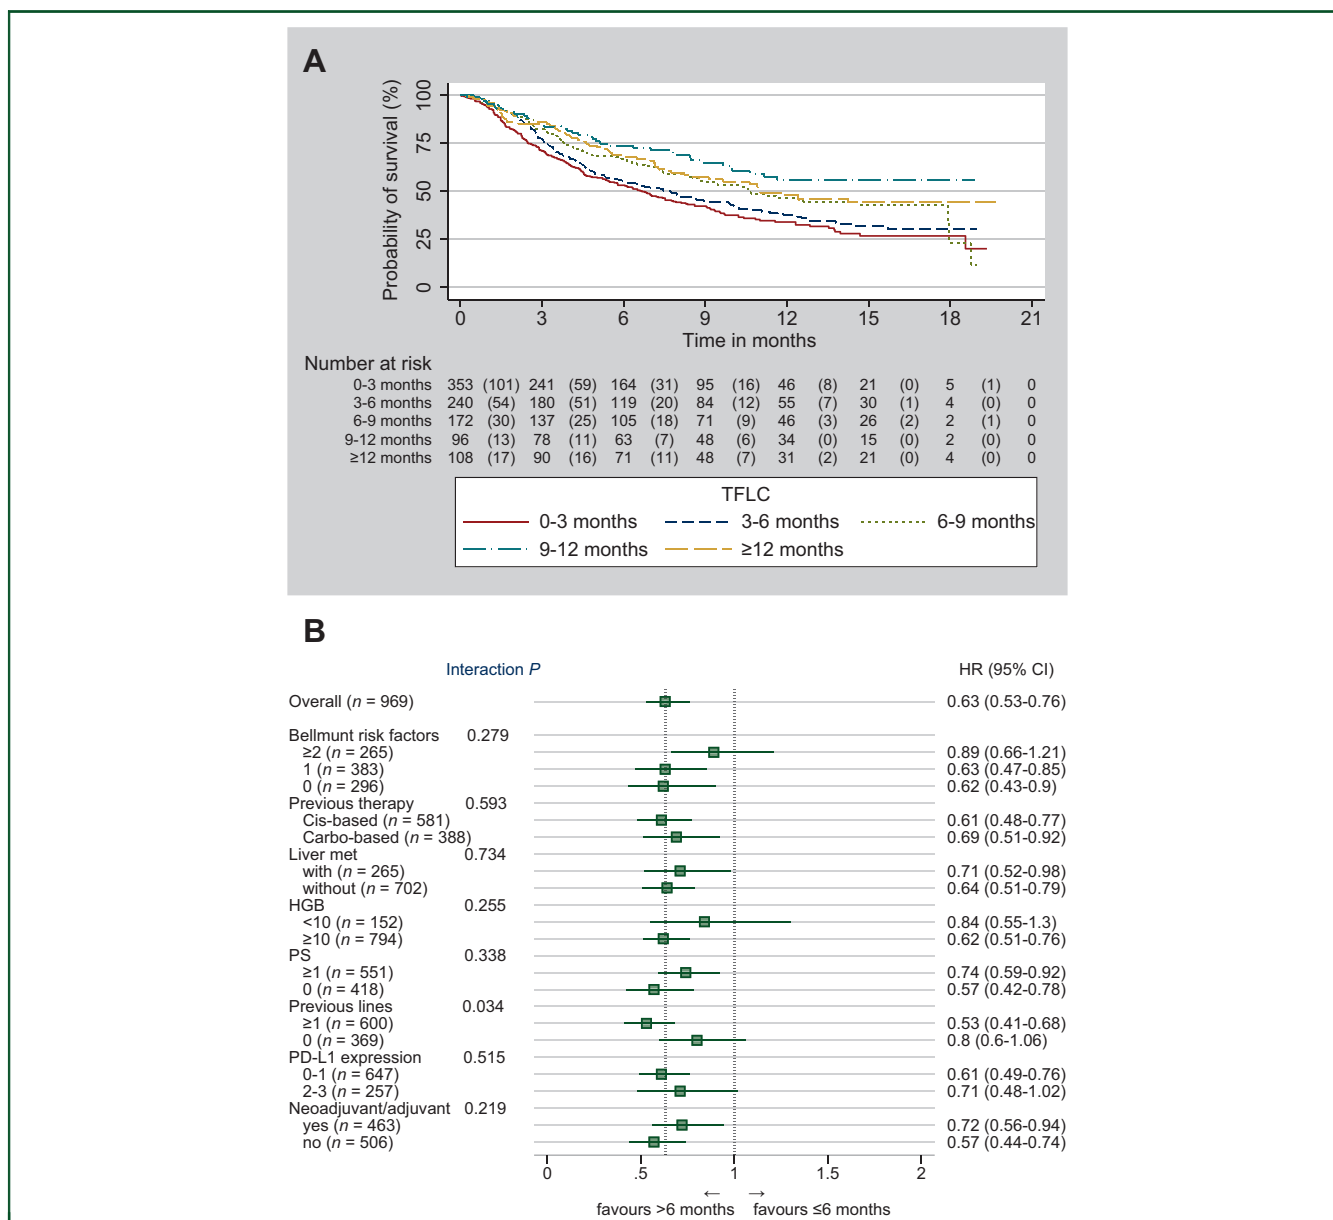 A
Probability of survival (%)
100
75
50
25
0
0 3 6 9 12 15 18 21
Time in months
Number at risk
0-3 months 353 (101) 241 (59) 164 (31) 95 (16) 46 (8) 21 (0) 5 (1) 0
3-6 months 240 (54) 180 (51) 119 (20) 84 (12) 55 (7) 30 (1) 4 (0) 0
6-9 months 172 (30) 137 (25) 105 (18) 71 (9) 46 (3) 26 (2) 2 (1) 0
9-12 months 96 (13) 78 (11) 63 (7) 48 (6) 34 (0) 15 (0) 2 (0) 0
≥12 months 108 (17) 90 (16) 71 (11) 48 (7) 31 (2) 21 (0) 4 (0) 0
TFLC
0-3 months 3-6 months 6-9 months
9-12 months ≥12 months
B
Interaction P HR (95% CI)
Overall (n = 969) 0.63 (0.53-0.76)
Bellmunt risk factors 0.279
≥2 (n = 265) 0.89 (0.66-1.21)
1 (n = 383) 0.63 (0.47-0.85)
0 (n = 296) 0.62 (0.43-0.9)
Previous therapy 0.593
Cis-based (n = 581) 0.61 (0.48-0.77)
Carbo-based (n = 388) 0.69 (0.51-0.92)
Liver met 0.734
with (n = 265) 0.71 (0.52-0.98)
without (n = 702) 0.64 (0.51-0.79)
HGB 0.255
<10 (n = 152) 0.84 (0.55-1.3)
≥10 (n = 794) 0.62 (0.51-0.76)
PS 0.338
≥1 (n = 551) 0.74 (0.59-0.92)
0 (n = 418) 0.57 (0.42-0.78)
Previous lines 0.034
≥1 (n = 600) 0.53 (0.41-0.68)
0 (n = 369) 0.8 (0.6-1.06)
PD-L1 expression 0.515
0-1 (n = 647) 0.61 (0.49-0.76)
2-3 (n = 257) 0.71 (0.48-1.02)
Neoadjuvant/adjuvant 0.219
yes (n = 463) 0.72 (0.56-0.94)
no (n = 506) 0.57 (0.44-0.74)
0 .5 1 1.5 2
← →
favours >6 months favours ≤6 months